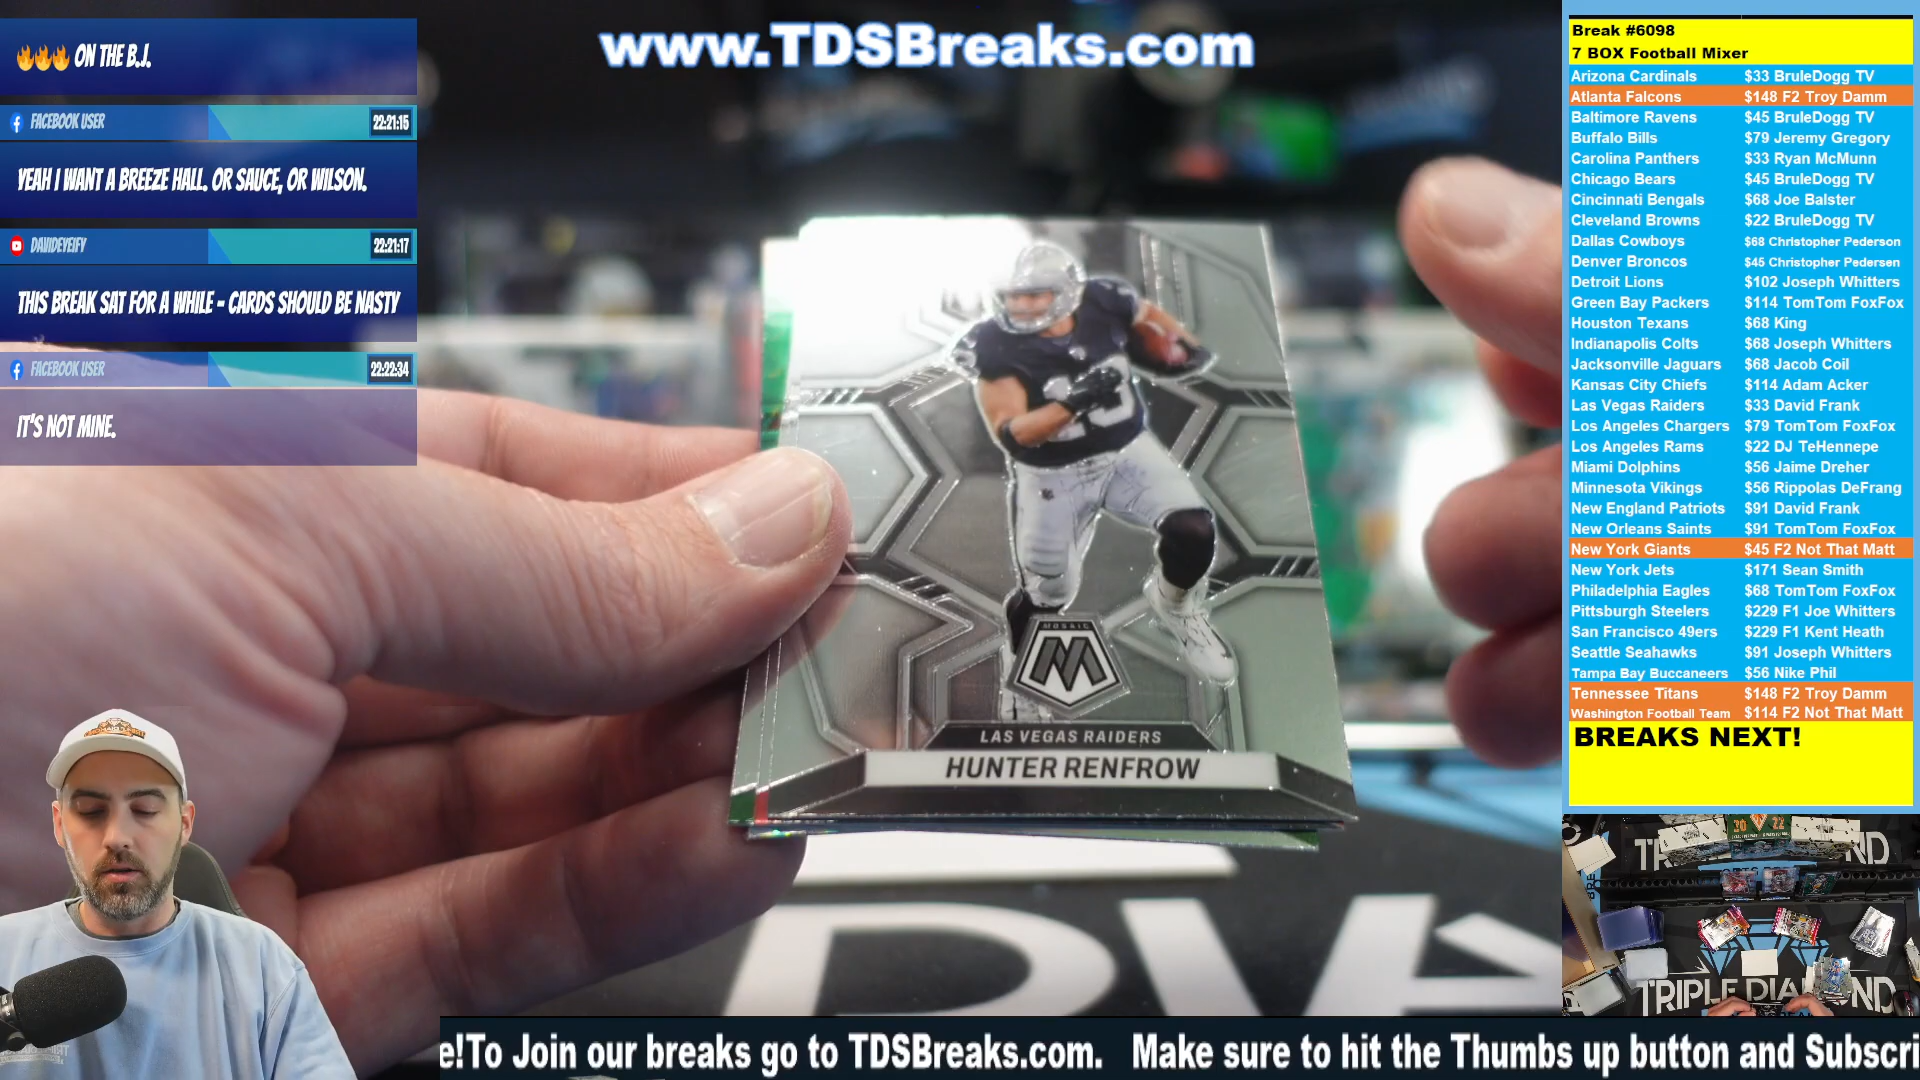 www.TDSBreaks.com
🔥🔥🔥 ON THE B.J.
FACEBOOK USER 22:21:15
YEAH I WANT A BREEZE HALL. OR SAUCE, OR WILSON.
DAVIDEYEIFY 22:21:17
THIS BREAK SAT FOR A WHILE - CARDS SHOULD BE NASTY
FACEBOOK USER 22:22:34
IT'S NOT MINE.
MOSAIC
M
LAS VEGAS RAIDERS
HUNTER RENFROW
Break #6098
7 BOX Football Mixer
Arizona Cardinals $33 BruleDogg TV
Atlanta Falcons $148 F2 Troy Damm
Baltimore Ravens $45 BruleDogg TV
Buffalo Bills $79 Jeremy Gregory
Carolina Panthers $33 Ryan McMunn
Chicago Bears $45 BruleDogg TV
Cincinnati Bengals $68 Joe Balster
Cleveland Browns $22 BruleDogg TV
Dallas Cowboys $68 Christopher Pederson
Denver Broncos $45 Christopher Pedersen
Detroit Lions $102 Joseph Whitters
Green Bay Packers $114 TomTom FoxFox
Houston Texans $68 King
Indianapolis Colts $68 Joseph Whitters
Jacksonville Jaguars $68 Jacob Coil
Kansas City Chiefs $114 Adam Acker
Las Vegas Raiders $33 David Frank
Los Angeles Chargers $79 TomTom FoxFox
Los Angeles Rams $22 DJ TeHennepe
Miami Dolphins $56 Jaime Dreher
Minnesota Vikings $56 Rippolas DeFrang
New England Patriots $91 David Frank
New Orleans Saints $91 TomTom FoxFox
New York Giants $45 F2 Not That Matt
New York Jets $171 Sean Smith
Philadelphia Eagles $68 TomTom FoxFox
Pittsburgh Steelers $229 F1 Joe Whitters
San Francisco 49ers $229 F1 Kent Heath
Seattle Seahawks $91 Joseph Whitters
Tampa Bay Buccaneers $56 Nike Phil
Tennessee Titans $148 F2 Troy Damm
Washington Football Team $114 F2 Not That Matt
BREAKS NEXT!
TRIPLE DIAMOND
e!To Join our breaks go to TDSBreaks.com. Make sure to hit the Thumbs up button and Subscri